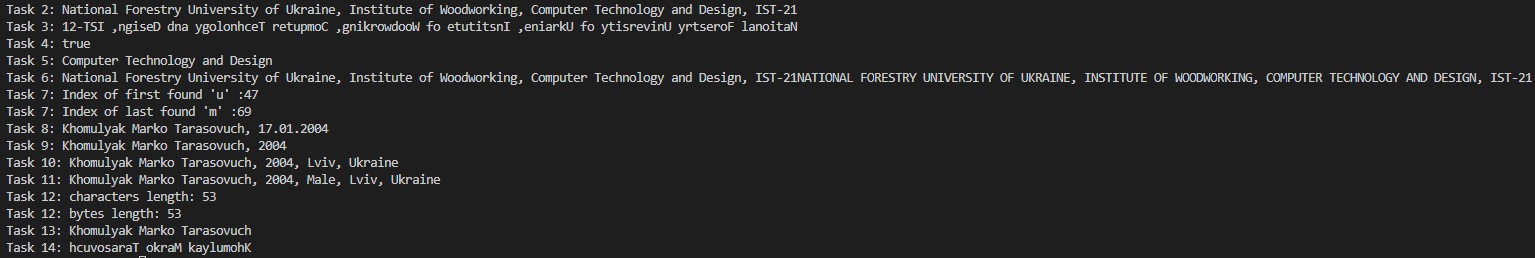 Task 2: National Forestry University of Ukraine, Institute of Woodworking, Computer Technology and Design, IST-21
Task 3: 12-TSI ,ngiseD dna ygolonhceT retupmoC ,gnikrowdooW fo etutitsnI ,eniarkU fo ytisrevinU yrtseroF lanoitaN
Task 4: true
Task 5: Computer Technology and Design
Task 6: National Forestry University of Ukraine, Institute of Woodworking, Computer Technology and Design, IST-21NATIONAL FORESTRY UNIVERSITY OF UKRAINE, INSTITUTE OF WOODWORKING, COMPUTER TECHNOLOGY AND DESIGN, IST-21
Task 7: Index of first found 'u' :47
Task 7: Index of last found 'm' :69
Task 8: Khomulyak Marko Tarasovuch, 17.01.2004
Task 9: Khomulyak Marko Tarasovuch, 2004
Task 10: Khomulyak Marko Tarasovuch, 2004, Lviv, Ukraine
Task 11: Khomulyak Marko Tarasovuch, 2004, Male, Lviv, Ukraine
Task 12: characters length: 53
Task 12: bytes length: 53
Task 13: Khomulyak Marko Tarasovuch
Task 14: hcuvosaraT okraM kaylumohK